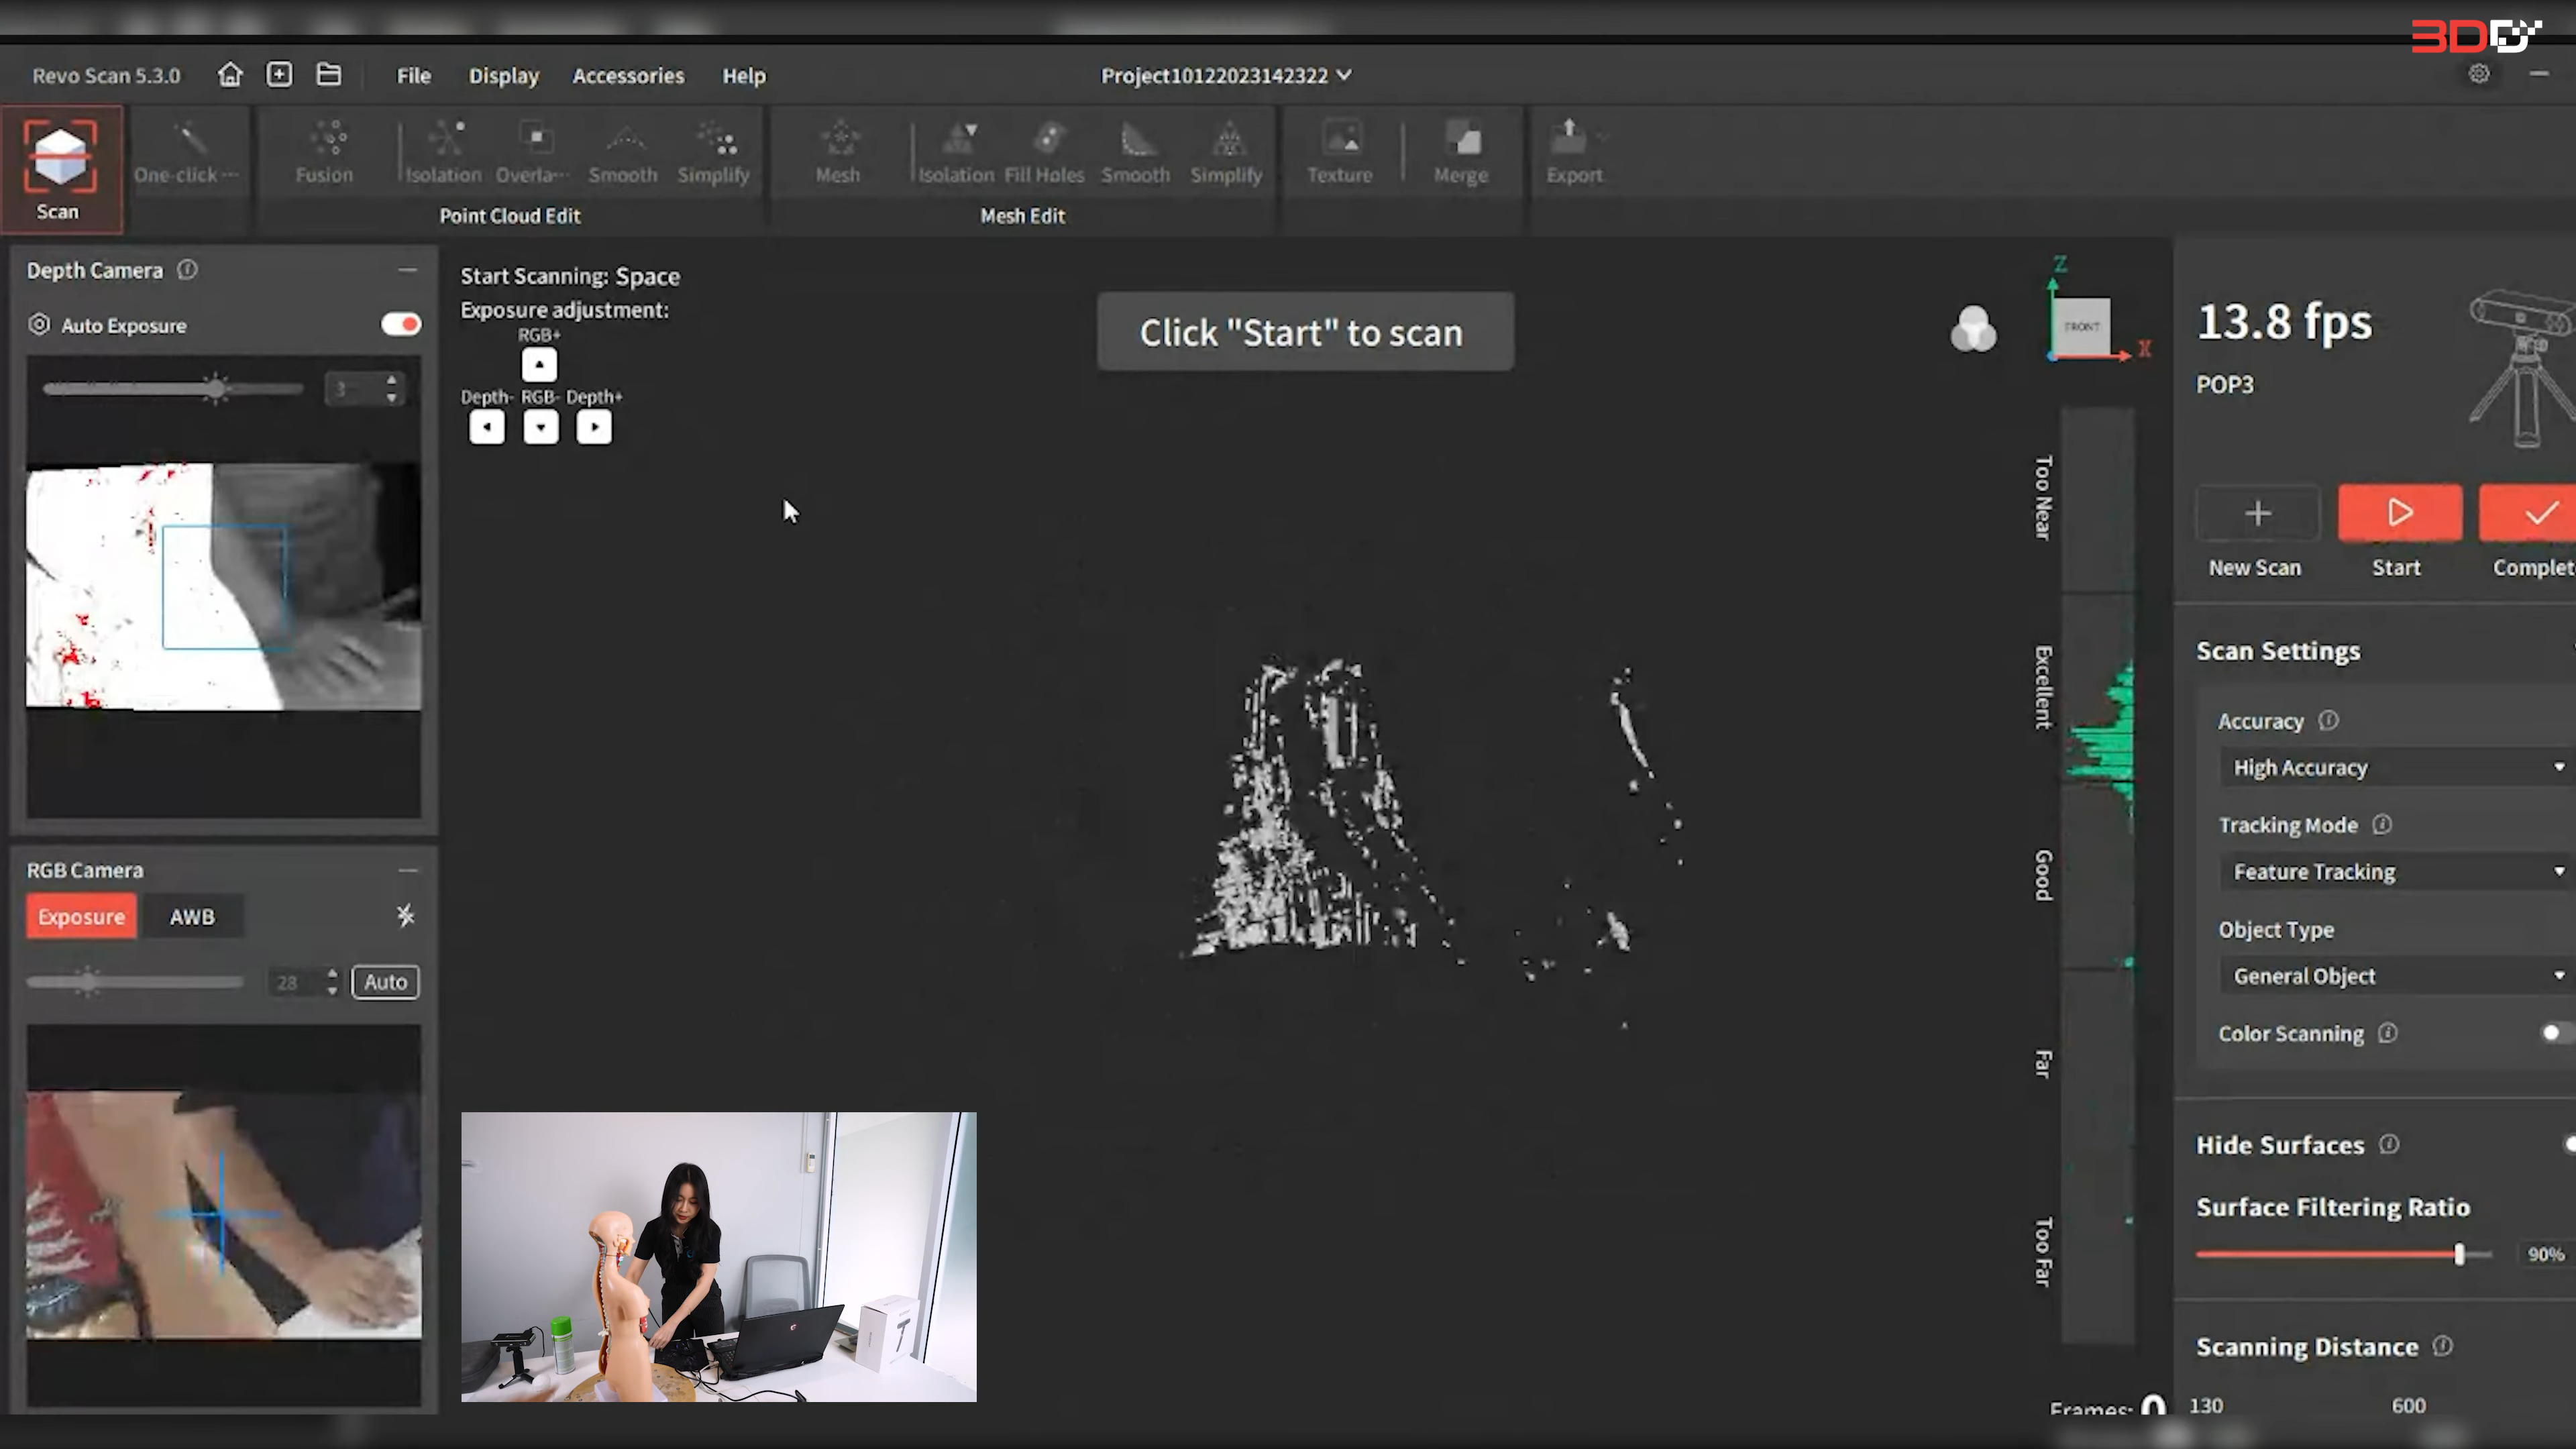 3DD
Revo Scan 5.3.0
File
Display
Accessories
Help
Project10122023142322
Scan
One-click ···
Fusion
Isolation
Overla···
Smooth
Simplify
Point Cloud Edit
Mesh
Isolation
Fill Holes
Smooth
Simplify
Mesh Edit
Texture
Merge
Export
Depth Camera
Auto Exposure
3
Start Scanning: Space
Exposure adjustment:
RGB+
Depth- RGB- Depth+
Click "Start" to scan
Z
FRONT
X
Too Near
Excellent
Good
Far
Too Far
Frames: 0
RGB Camera
Exposure
AWB
28
Auto
13.8 fps
POP3
New Scan
Start
Complet
Scan Settings
Accuracy
High Accuracy
Tracking Mode
Feature Tracking
Object Type
General Object
Color Scanning
Hide Surfaces
Surface Filtering Ratio
90%
Scanning Distance
130
600